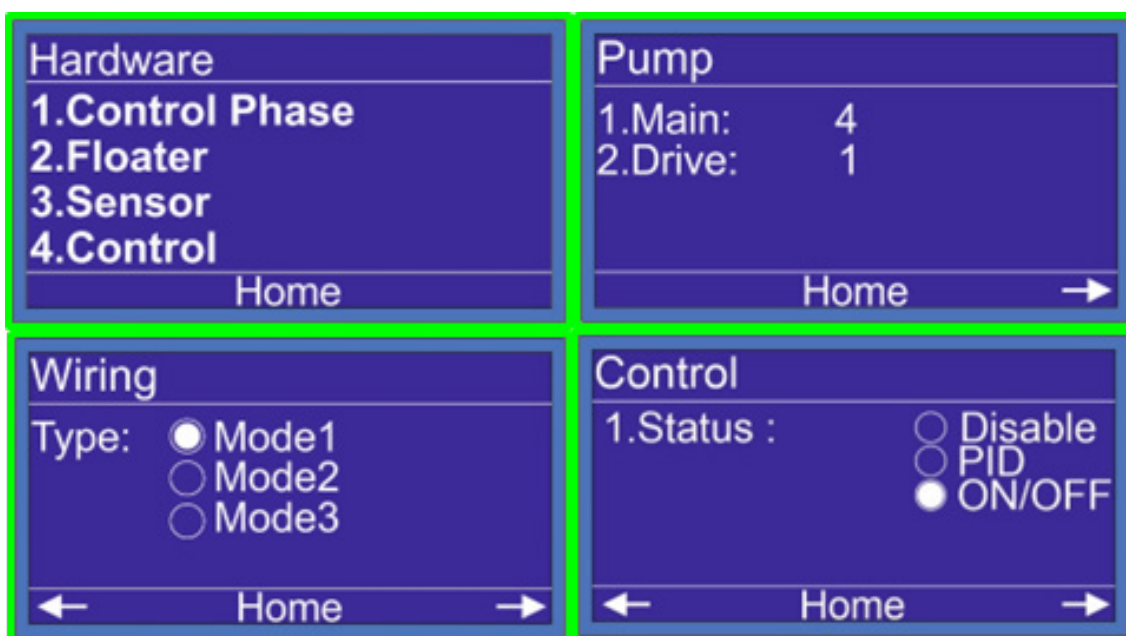 Hardware
1.Control Phase
2.Floater
3.Sensor
4.Control
Home
Pump
1.Main: 4
2.Drive: 1
Home
Wiring
Type: Mode1
Mode2
Mode3
Home
Control
1.Status : Disable
PID
ON/OFF
Home